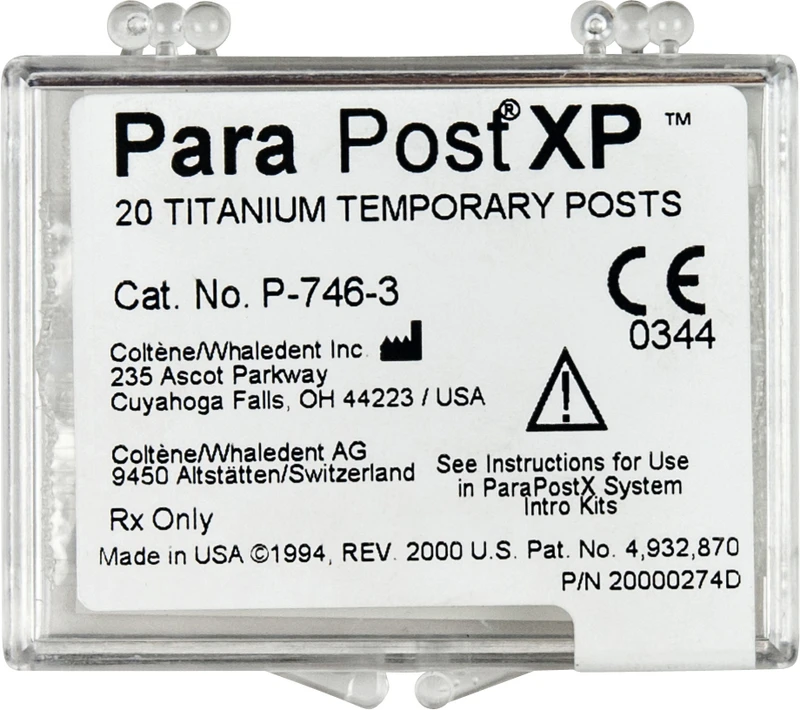 Para Post® XP ™
20 TITANIUM TEMPORARY POSTS
Cat. No. P-746-3
CE
0344
Coltène/Whaledent Inc.
235 Ascot Parkway
Cuyahoga Falls, OH 44223 / USA
Coltène/Whaledent AG
9450 Altstätten/Switzerland
See Instructions for Use
in ParaPostX System
Intro Kits
Rx Only
Made in USA ©1994, REV. 2000 U.S. Pat. No. 4,932,870
P/N 20000274D